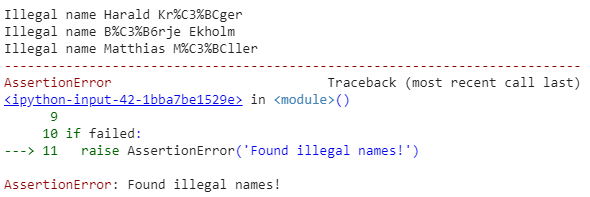 Illegal name Harald Kr%C3%BCger
Illegal name B%C3%B6rje Ekholm
Illegal name Matthias M%C3%BCller
---------------------------------------------------------------------------
AssertionError                            Traceback (most recent call last)
<ipython-input-42-1bba7be1529e> in <module>()
      9
     10 if failed:
---> 11   raise AssertionError('Found illegal names!')

AssertionError: Found illegal names!